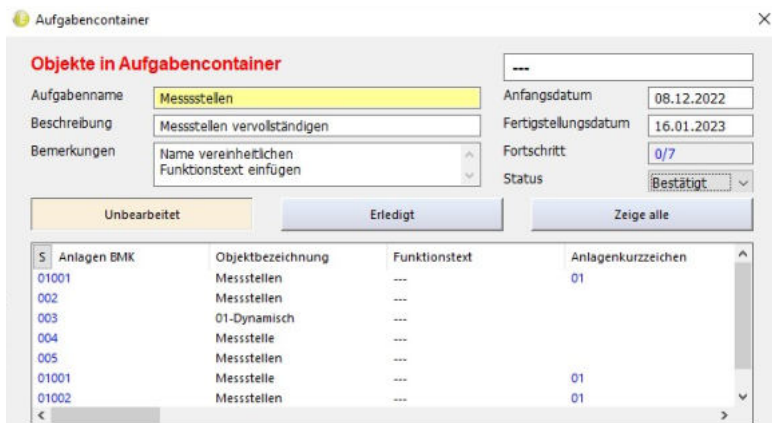 Aufgabencontainer
Objekte in Aufgabencontainer
---
Aufgabenname Messsstellen Anfangsdatum 08.12.2022
Beschreibung Messstellen vervollständigen Fertigstellungsdatum 16.01.2023
Bemerkungen Name vereinheitlichen Fortschritt 0/7
Funktionstext einfügen
Status Bestätigt
Unbearbeitet Erledigt Zeige alle
S Anlagen BMK Objektbezeichnung Funktionstext Anlagenkurzzeichen
01001 Messstellen --- 01
002 Messstellen ---
003 01-Dynamisch ---
004 Messstelle ---
005 Messstellen ---
01001 Messstelle --- 01
01002 Messstellen --- 01